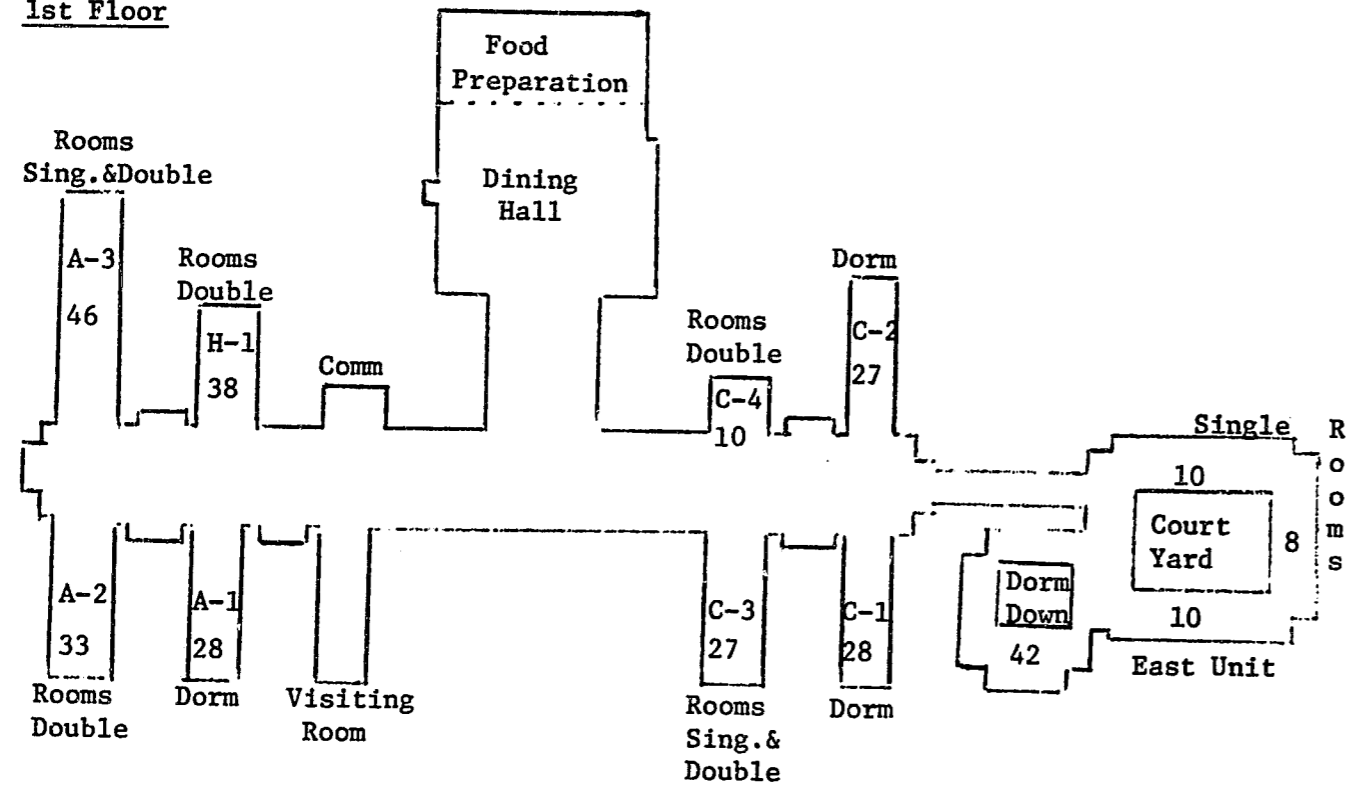 1st Floor
Food
Preparation
Dining
Hall
Rooms
Sing.&Double
A-3
46
Rooms
Double
H-1
38
Comm
Rooms
Double
C-4
10
Dorm
C-2
27
Single
10
Rooms
Court
Yard
8
10
East Unit
Dorm
Down
42
A-2
33
Rooms
Double
A-1
28
Dorm
Visiting
Room
C-3
27
Rooms
Sing.&
Double
C-1
28
Dorm